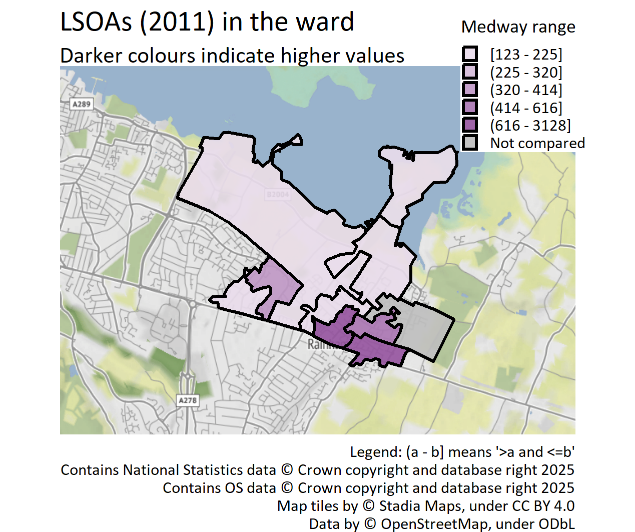 LSOAs (2011) in the ward
Darker colours indicate higher values
Medway range
[123 - 225]
(225 - 320]
(320 - 414]
(414 - 616]
(616 - 3128]
Not compared
A289
A278
Legend: (a - b] means '>a and <=b'
Contains National Statistics data © Crown copyright and database right 2025
Contains OS data © Crown copyright and database right 2025
Map tiles by © Stadia Maps, under CC BY 4.0
Data by © OpenStreetMap, under ODbL